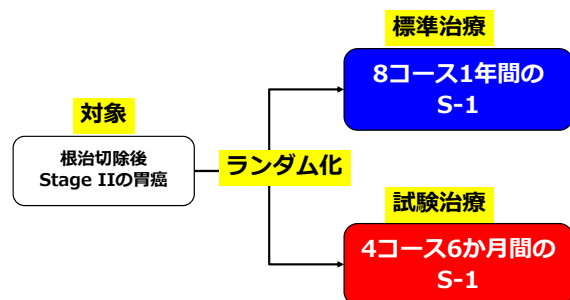 標準治療
8コース1年間の
S-1
対象
根治切除後
Stage IIの胃癌
ランダム化
試験治療
4コース6か月間の
S-1